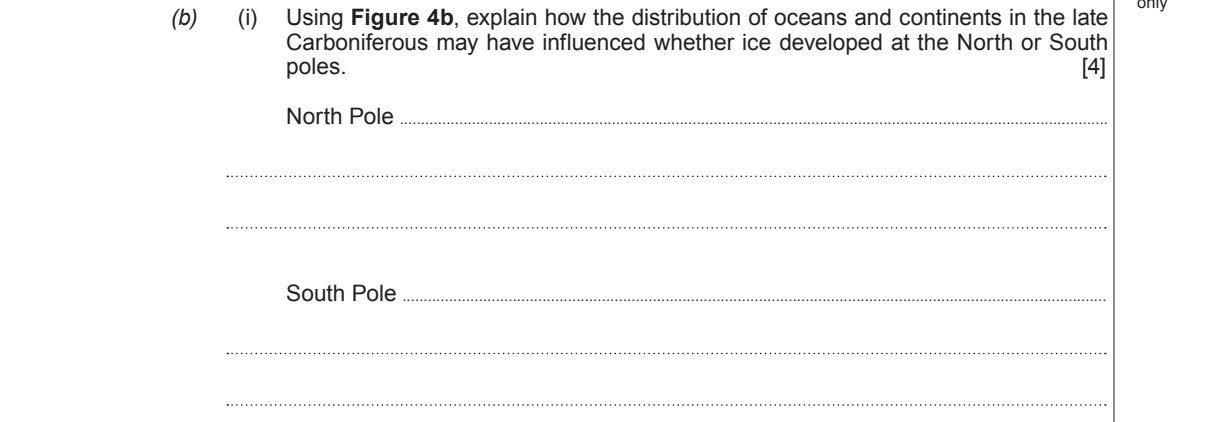 only
(b) (i) Using Figure 4b, explain how the distribution of oceans and continents in the late
Carboniferous may have influenced whether ice developed at the North or South
poles. [4]
North Pole
South Pole